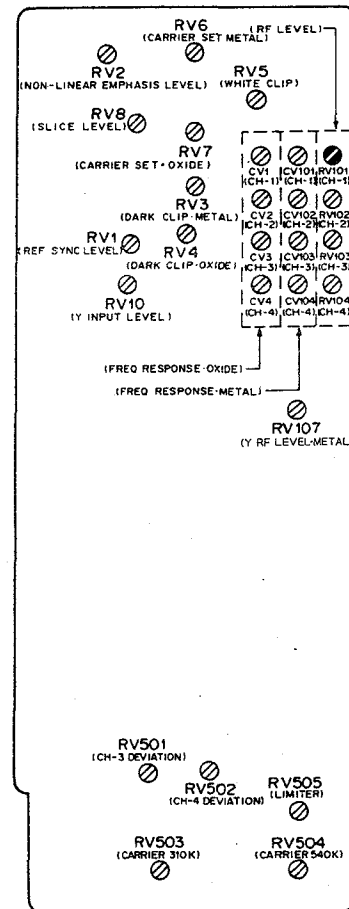 RV6
(CARRIER SET METAL)
(RF LEVEL)
RV2
(NON-LINEAR EMPHASIS LEVEL)
RV5
(WHITE CLIP)
RV8
(SLICE LEVEL)
RV7
(CARRIER SET·OXIDE)
CV1 CV101 RV101
(CH-1) (CH-1) (CH-1)
RV3
(DARK CLIP·METAL)
CV2 CV102 RV102
(CH-2) (CH-2) (CH-2)
RV1
(REF SYNC LEVEL)
RV4
(DARK CLIP·OXIDE)
CV3 CV103 RV103
(CH-3) (CH-3) (CH-3)
RV10
(Y INPUT LEVEL)
CV4 CV104 RV104
(CH-4) (CH-4) (CH-4)
(FREQ RESPONSE·OXIDE)
(FREQ RESPONSE·METAL)
RV107
(Y RF LEVEL·METAL
RV501
(CH-3 DEVIATION)
RV502
(CH-4 DEVIATION)
RV505
(LIMITER)
RV503
(CARRIER 310K)
RV504
(CARRIER 540K)